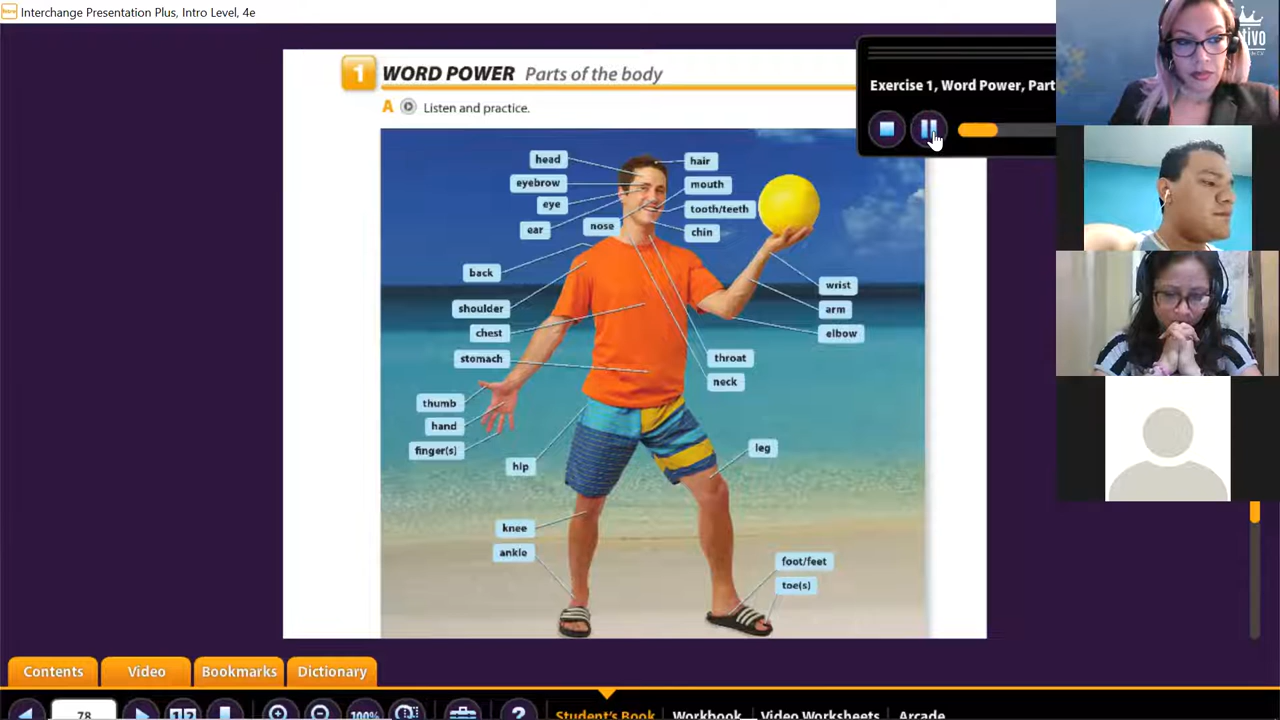 Interchange Presentation Plus, Intro Level, 4e
1 WORD POWER Parts of the body
A Listen and practice.
Exercise 1, Word Power, Part
head
hair
eyebrow
mouth
eye
tooth/teeth
ear
nose
chin
back
wrist
shoulder
arm
chest
elbow
stomach
throat
neck
thumb
hand
finger(s)
leg
hip
knee
ankle
foot/feet
toe(s)
Contents Video Bookmarks Dictionary
78
100%
?
Student's Book Workbook Video Worksheets Arcade